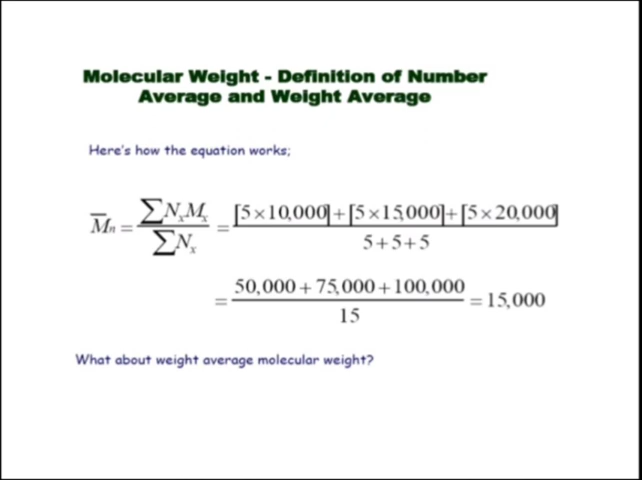 Molecular Weight - Definition of Number
Average and Weight Average
Here's how the equation works;
M̅ₙ = ∑NₓMₓ / ∑Nₓ = [5×10,000]+[5×15,000]+[5×20,000] / 5+5+5
= 50,000+75,000+100,000 / 15 = 15,000
What about weight average molecular weight?